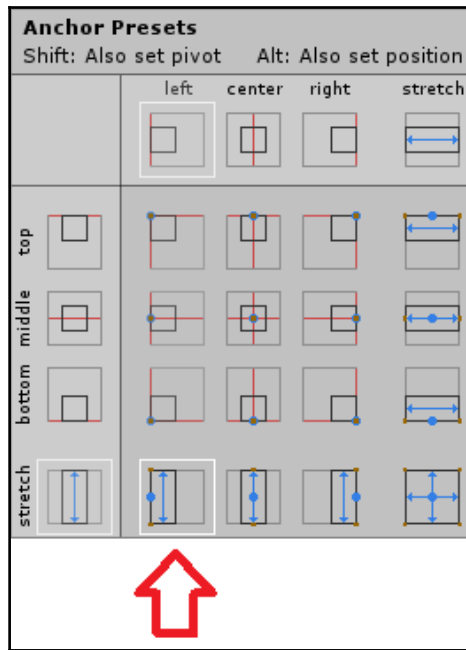 Anchor Presets
Shift: Also set pivot Alt: Also set position
left center right stretch
top
middle
bottom
stretch